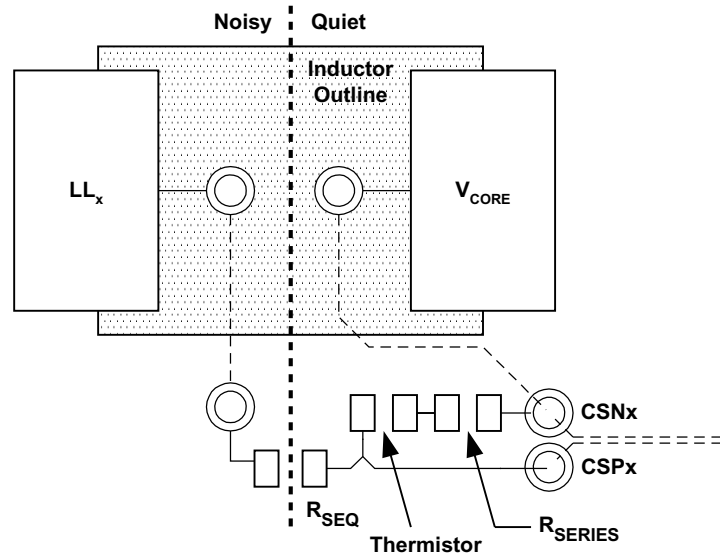 Noisy Quiet
Inductor
Outline
LLx
VCORE
CSNx
CSPx
RSEQ
RSERIES
Thermistor